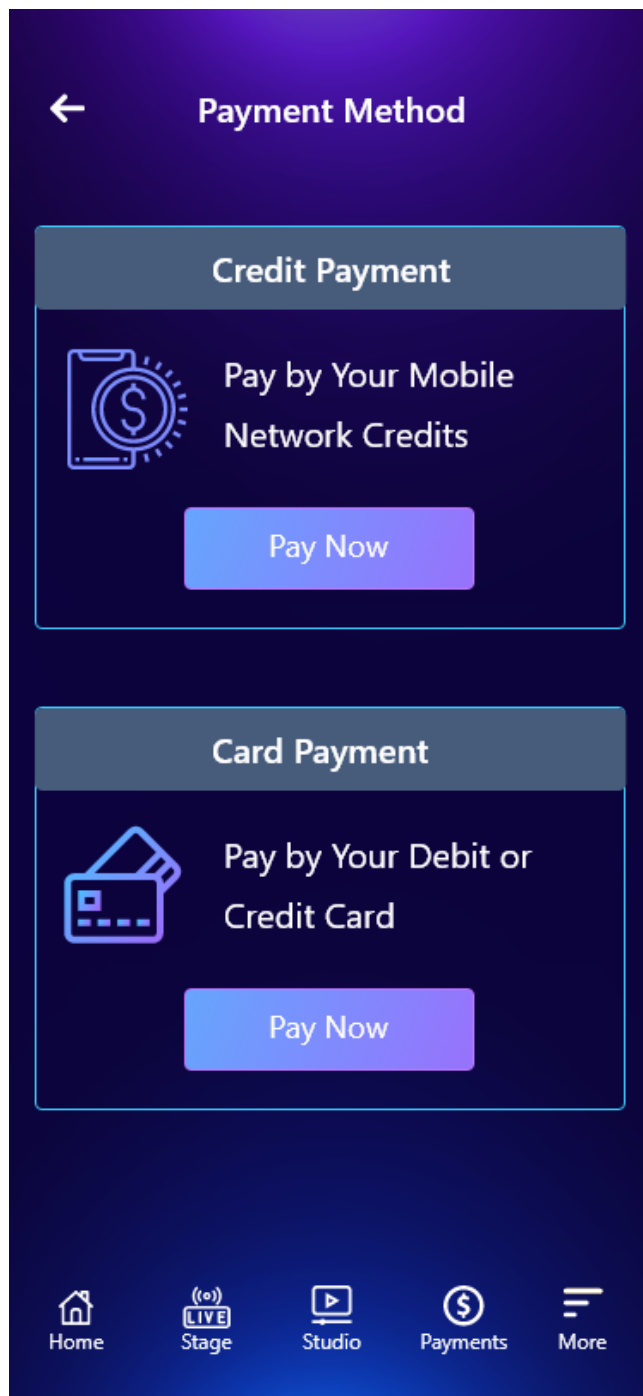 Payment Method
Credit Payment
Pay by Your Mobile
Network Credits
Pay Now
Card Payment
Pay by Your Debit or
Credit Card
Pay Now
((o))
LIVE
Home Stage Studio Payments More